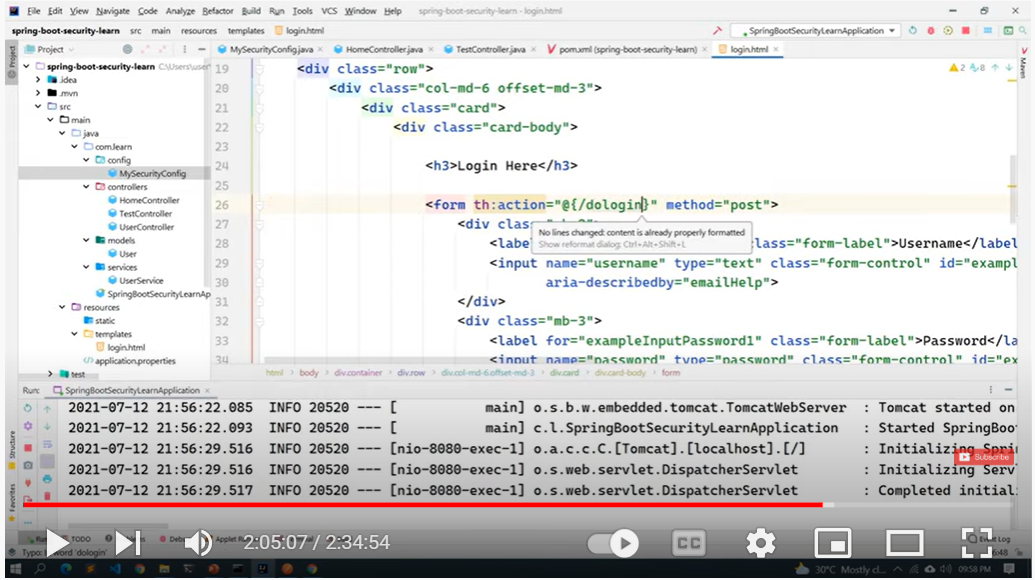 File Edit View Navigate Code Analyze Refactor Build Run Tools VCS Window Help spring-boot-security-learn - login.html
spring-boot-security-learn src main resources templates login.html SpringBootSecurityLearnApplication
Project MySecurityConfig.java HomeController.java TestController.java pom.xml (spring-boot-security-learn) login.html
Project
Maven
spring-boot-security-learn C:\Users\user
.idea
.mvn
src
main
java
com.learn
config
MySecurityConfig
controllers
HomeController
TestController
UserController
models
User
services
UserService
SpringBootSecurityLearnAp
resources
static
templates
login.html
application.properties
test
2 8
19 <div class="row">
20 <div class="col-md-6 offset-md-3">
21 <div class="card">
22 <div class="card-body">
23
24 <h3>Login Here</h3>
25
26 <form th:action="@{/dologin}" method="post">
27 <div clas
No lines changed: content is already properly formatted
Show reformat dialog: Ctrl+Alt+Shift+L
28 <label class="form-label">Username</label
29 <input name="username" type="text" class="form-control" id="exampl
30 aria-describedby="emailHelp">
31 </div>
32 <div class="mb-3">
33 <label for="exampleInputPassword1" class="form-label">Password</la
34 <input name="password" type="password" class="form-control" id="ex
html body div.container div.row div.col-md-6.offset-md-3 div.card div.card-body form
Run: SpringBootSecurityLearnApplication
2021-07-12 21:56:22.085 INFO 20520 --- [ main] o.s.b.w.embedded.tomcat.TomcatWebServer : Tomcat started on
2021-07-12 21:56:22.093 INFO 20520 --- [ main] c.l.SpringBootSecurityLearnApplication : Started SpringBoo
2021-07-12 21:56:29.516 INFO 20520 --- [nio-8080-exec-1] o.a.c.c.C.[Tomcat].[localhost].[/] : Initializing Spri
2021-07-12 21:56:29.516 INFO 20520 --- [nio-8080-exec-1] o.s.web.servlet.DispatcherServlet : Initializing Serv
2021-07-12 21:56:29.517 INFO 20520 --- [nio-8080-exec-1] o.s.web.servlet.DispatcherServlet : Completed initiali
Structure
Favorites
Subscribe
TODO
Event Log
2:05:07 / 2:34:54
CC
Typo: Word 'dologin'
30°C Mostly cl... 09:58 PM